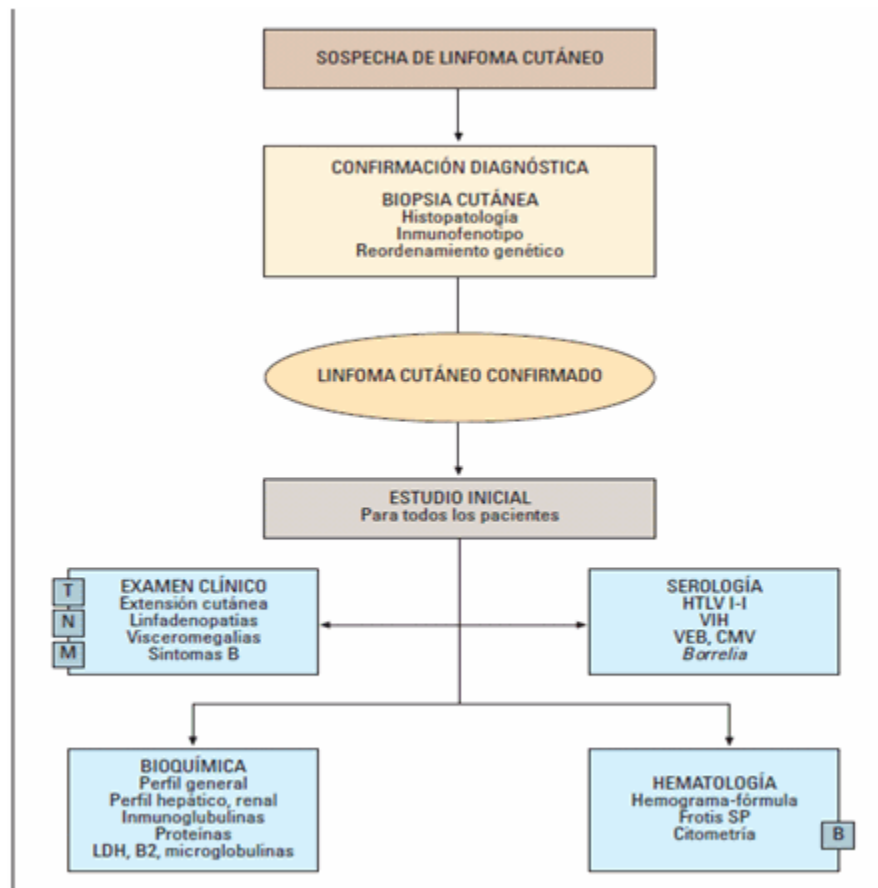 SOSPECHA DE LINFOMA CUTÁNEO
CONFIRMACIÓN DIAGNÓSTICA
BIOPSIA CUTÁNEA
Histopatología
Inmunofenotipo
Reordenamiento genético
LINFOMA CUTÁNEO CONFIRMADO
ESTUDIO INICIAL
Para todos los pacientes
T
N
M
EXAMEN CLÍNICO
Extensión cutánea
Linfadenopatías
Visceromegalias
Síntomas B
SEROLOGÍA
HTLV I-I
VIH
VEB, CMV
Borrelia
BIOQUÍMICA
Perfil general
Perfil hepático, renal
Inmunoglubulinas
Proteínas
LDH, B2, microglobulinas
HEMATOLOGÍA
Hemograma-fórmula
Frotis SP
Citometría
B